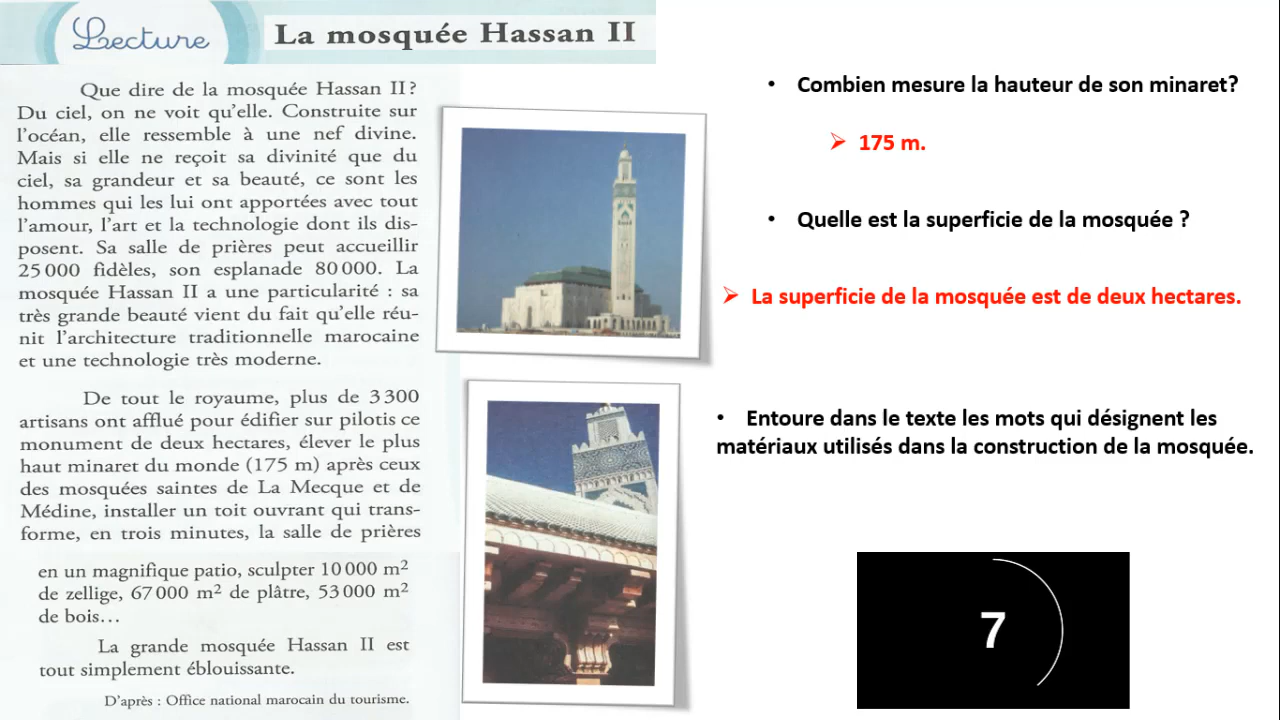 Lecture
La mosquée Hassan II
Que dire de la mosquée Hassan II?
Du ciel, on ne voit qu'elle. Construite sur
l'océan, elle ressemble à une nef divine.
Mais si elle ne reçoit sa divinité que du
ciel, sa grandeur et sa beauté, ce sont les
hommes qui les lui ont apportées avec tout
l'amour, l'art et la technologie dont ils dis-
posent. Sa salle de prières peut accueillir
25 000 fidèles, son esplanade 80 000. La
mosquée Hassan II a une particularité : sa
très grande beauté vient du fait qu'elle réu-
nit l'architecture traditionnelle marocaine
et une technologie très moderne.
De tout le royaume, plus de 3 300
artisans ont afflué pour édifier sur pilotis ce
monument de deux hectares, élever le plus
haut minaret du monde (175 m) après ceux
des mosquées saintes de La Mecque et de
Médine, installer un toit ouvrant qui trans-
forme, en trois minutes, la salle de prières
en un magnifique patio, sculpter 10 000 m²
de zellige, 67 000 m² de plâtre, 53 000 m²
de bois...
La grande mosquée Hassan II est
tout simplement éblouissante.
D'après : Office national marocain du tourisme.
• Combien mesure la hauteur de son minaret?
➢ 175 m.
• Quelle est la superficie de la mosquée ?
➢ La superficie de la mosquée est de deux hectares.
• Entoure dans le texte les mots qui désignent les
matériaux utilisés dans la construction de la mosquée.
7